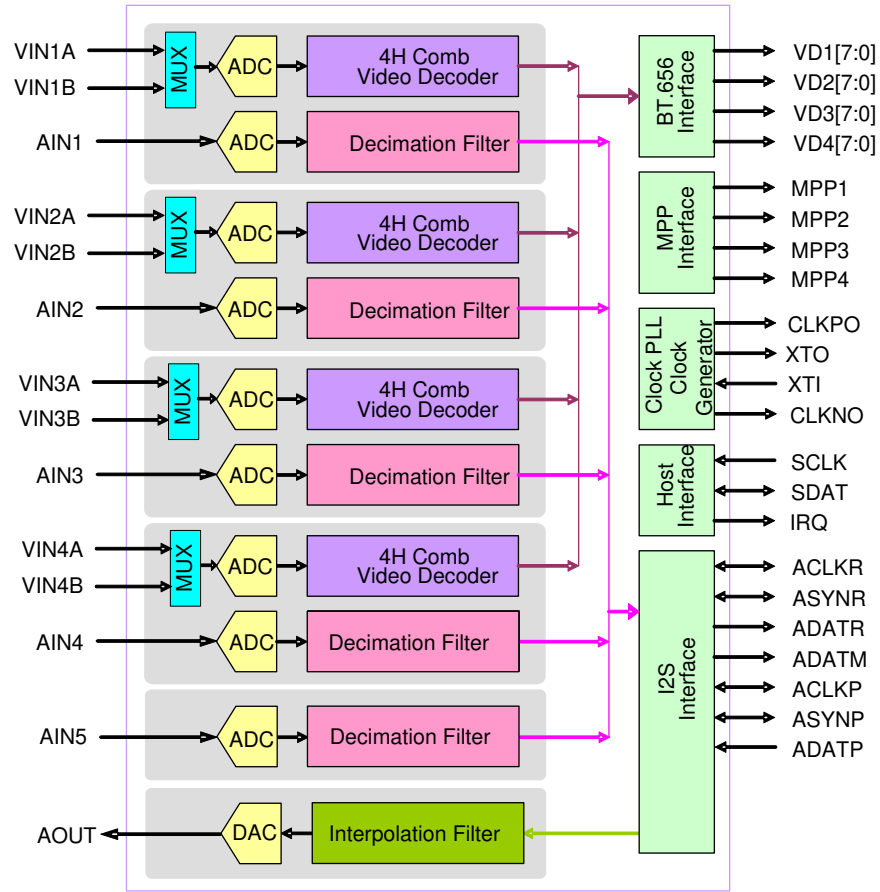 VIN1A
VIN1B
MUX
ADC
4H Comb
Video Decoder
AIN1
ADC
Decimation Filter
VIN2A
VIN2B
MUX
ADC
4H Comb
Video Decoder
AIN2
ADC
Decimation Filter
VIN3A
VIN3B
MUX
ADC
4H Comb
Video Decoder
AIN3
ADC
Decimation Filter
VIN4A
VIN4B
MUX
ADC
4H Comb
Video Decoder
AIN4
ADC
Decimation Filter
AIN5
ADC
Decimation Filter
AOUT
DAC
Interpolation Filter
BT.656
Interface
VD1[7:0]
VD2[7:0]
VD3[7:0]
VD4[7:0]
MPP
Interface
MPP1
MPP2
MPP3
MPP4
Clock PLL
Clock
Generator
CLKPO
XTO
XTI
CLKNO
Host
Interface
SCLK
SDAT
IRQ
I2S
Interface
ACLKR
ASYNR
ADATR
ADATM
ACLKP
ASYNP
ADATP